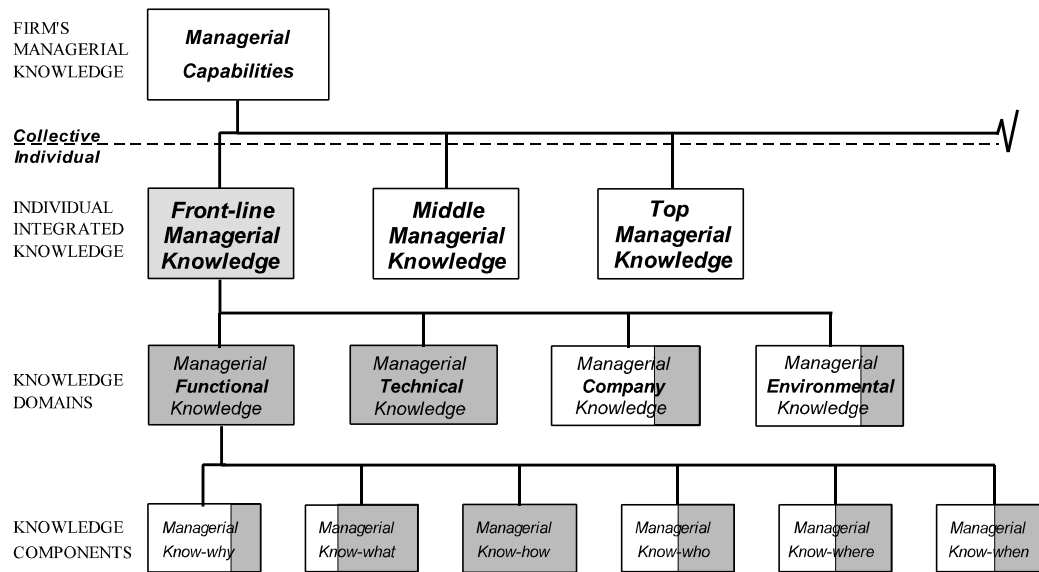 FIRM'S
MANAGERIAL
KNOWLEDGE
Managerial
Capabilities
Collective
Individual
INDIVIDUAL
INTEGRATED
KNOWLEDGE
Front-line
Managerial
Knowledge
Middle
Managerial
Knowledge
Top
Managerial
Knowledge
KNOWLEDGE
DOMAINS
Managerial
Functional
Knowledge
Managerial
Technical
Knowledge
Managerial
Company
Knowledge
Managerial
Environmental
Knowledge
KNOWLEDGE
COMPONENTS
Managerial
Know-why
Managerial
Know-what
Managerial
Know-how
Managerial
Know-who
Managerial
Know-where
Managerial
Know-when